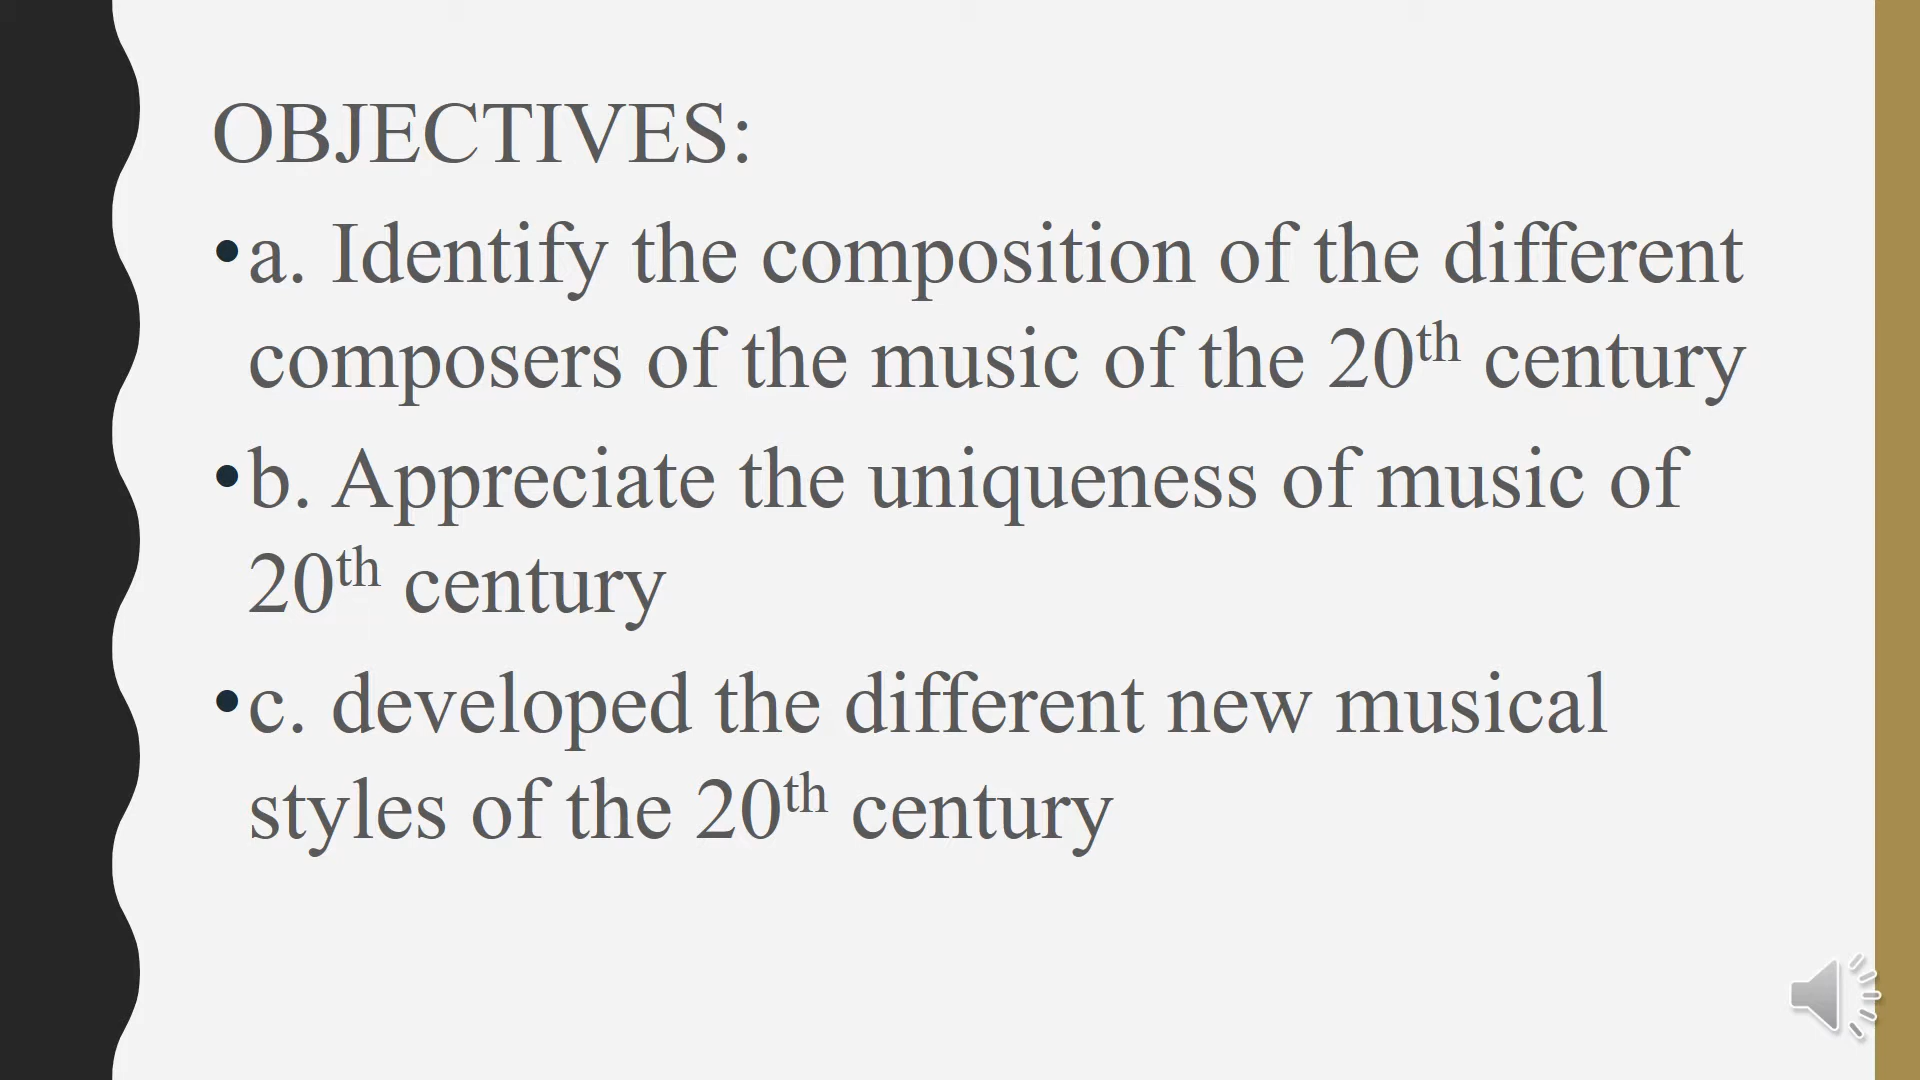 OBJECTIVES:
•a. Identify the composition of the different
composers of the music of the 20th century
•b. Appreciate the uniqueness of music of
20th century
•c. developed the different new musical
styles of the 20th century